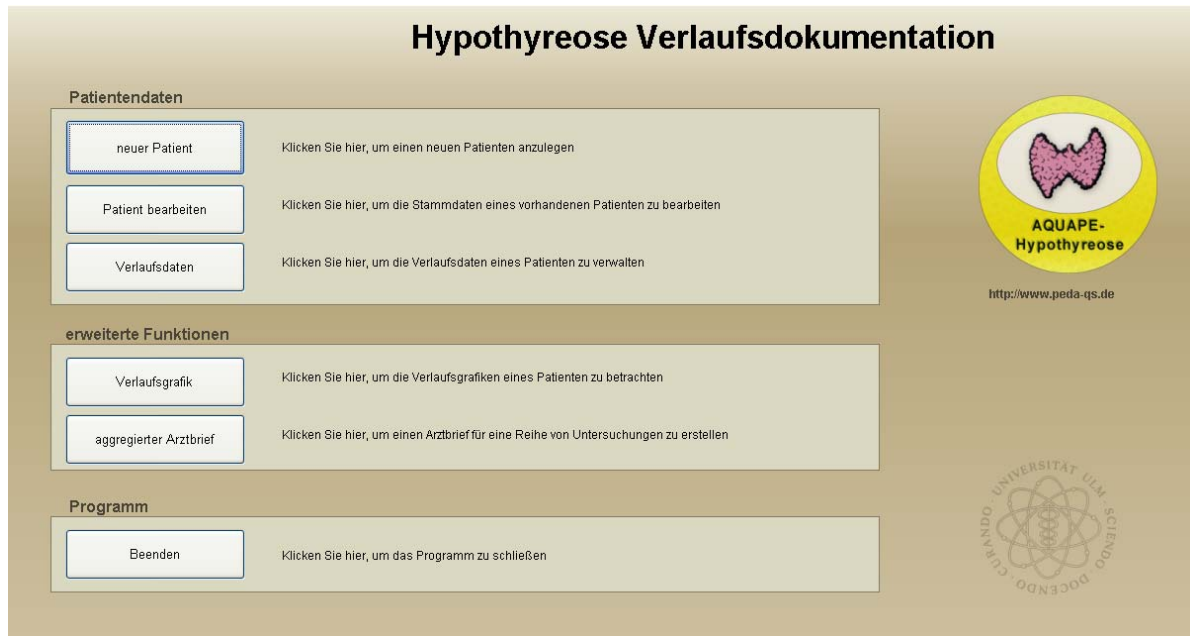 Hypothyreose Verlaufsdokumentation
Patientendaten
neuer Patient
Klicken Sie hier, um einen neuen Patienten anzulegen
Patient bearbeiten
Klicken Sie hier, um die Stammdaten eines vorhandenen Patienten zu bearbeiten
Verlaufsdaten
Klicken Sie hier, um die Verlaufsdaten eines Patienten zu verwalten
AQUAPE-
Hypothyreose
http://www.peda-qs.de
erweiterte Funktionen
Verlaufsgrafik
Klicken Sie hier, um die Verlaufsgrafiken eines Patienten zu betrachten
aggregierter Arztbrief
Klicken Sie hier, um einen Arztbrief für eine Reihe von Untersuchungen zu erstellen
Programm
Beenden
Klicken Sie hier, um das Programm zu schließen
UNIVERSITÄT ULM · SCIENDO · DOCENDO · CURANDO ·